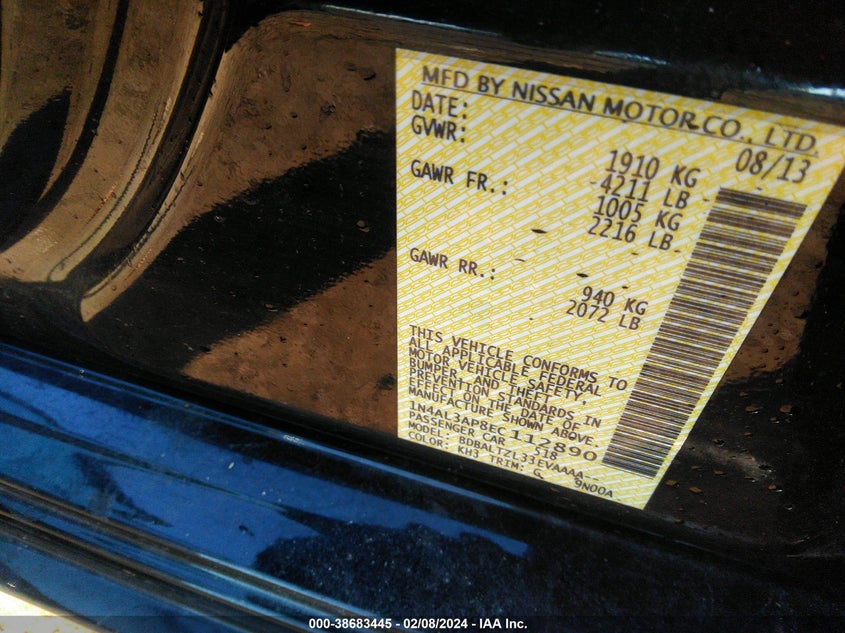 MFD BY NISSAN MOTOR CO., LTD.
DATE: 08/13
GVWR: 1910 KG
4211 LB
GAWR FR.: 1005 KG
2216 LB
GAWR RR.: 940 KG
2072 LB
THIS VEHICLE CONFORMS TO
ALL APPLICABLE FEDERAL
MOTOR VEHICLE SAFETY,
BUMPER, AND THEFT
PREVENTION STANDARDS IN
EFFECT ON THE DATE OF
MANUFACTURE SHOWN ABOVE
1N4AL3AP8EC112890
PASSENGER CAR 518
MODEL: BDBALTZL33EVAAAA--
COLOR: KH3 TRIM: G 9N00A
000-38683445 - 02/08/2024 - IAA Inc.